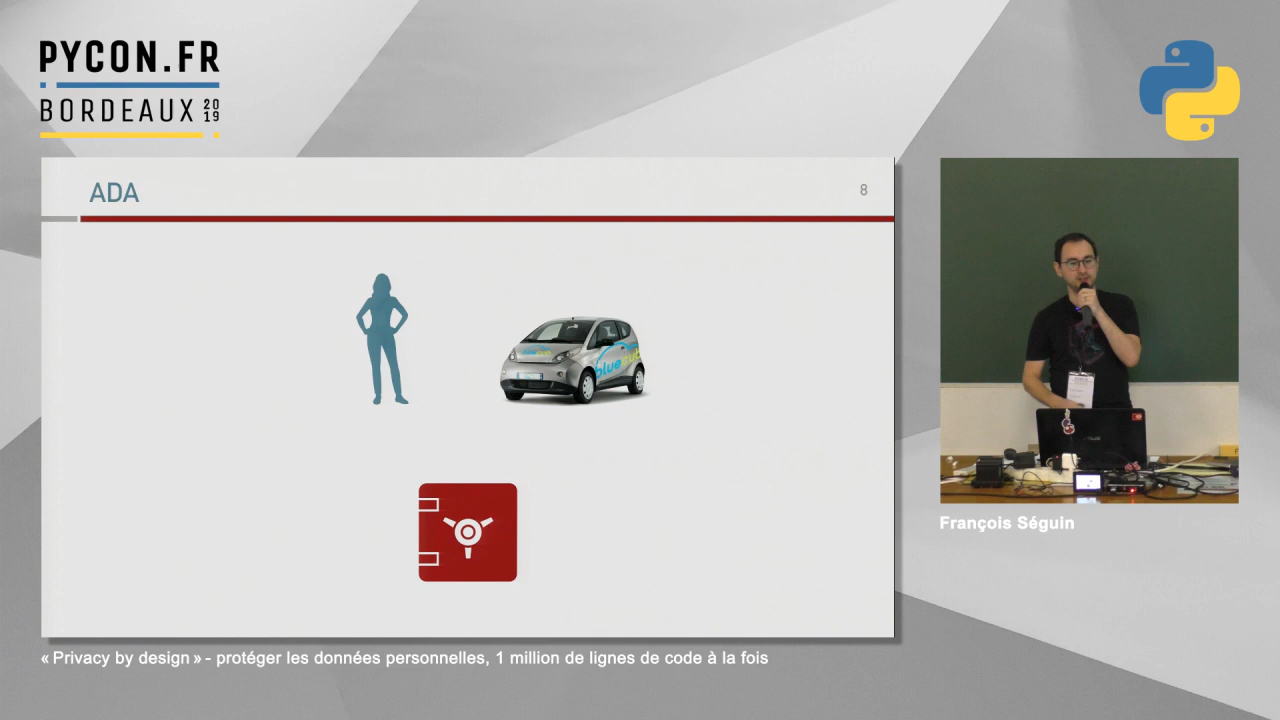 PYCON.FR
BORDEAUX 2019
ADA
8
bluecub
François Séguin
« Privacy by design » - protéger les données personnelles, 1 million de lignes de code à la fois